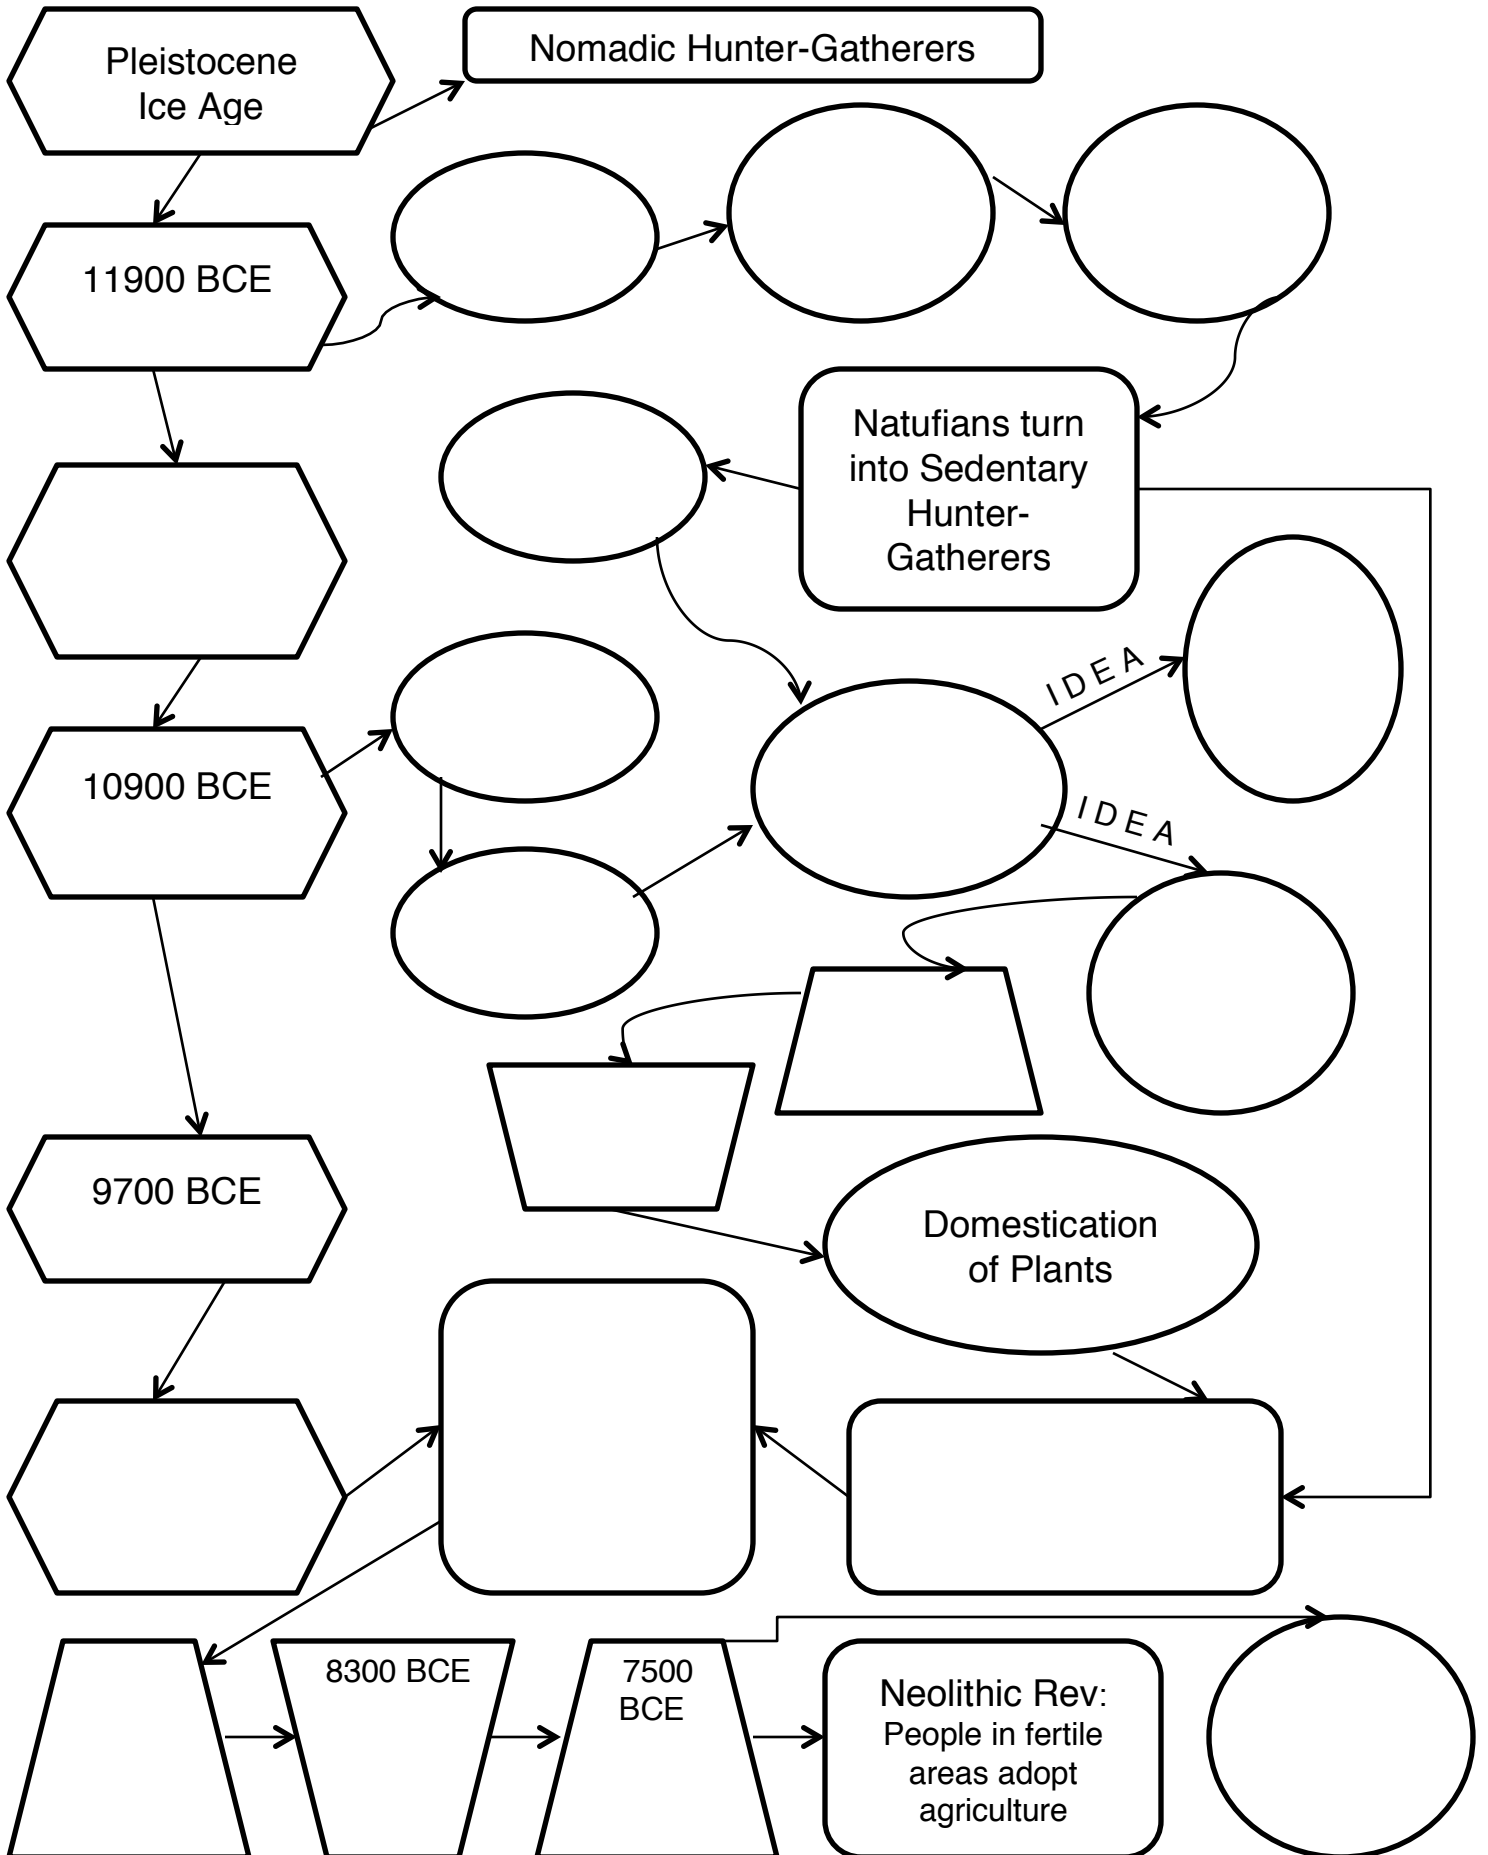 Pleistocene
Ice Age
Nomadic Hunter-Gatherers
11900 BCE
Natufians turn
into Sedentary
Hunter-
Gatherers
IDEA
10900 BCE
IDEA
9700 BCE
Domestication
of Plants
8300 BCE
7500
BCE
Neolithic Rev:
People in fertile
areas adopt
agriculture